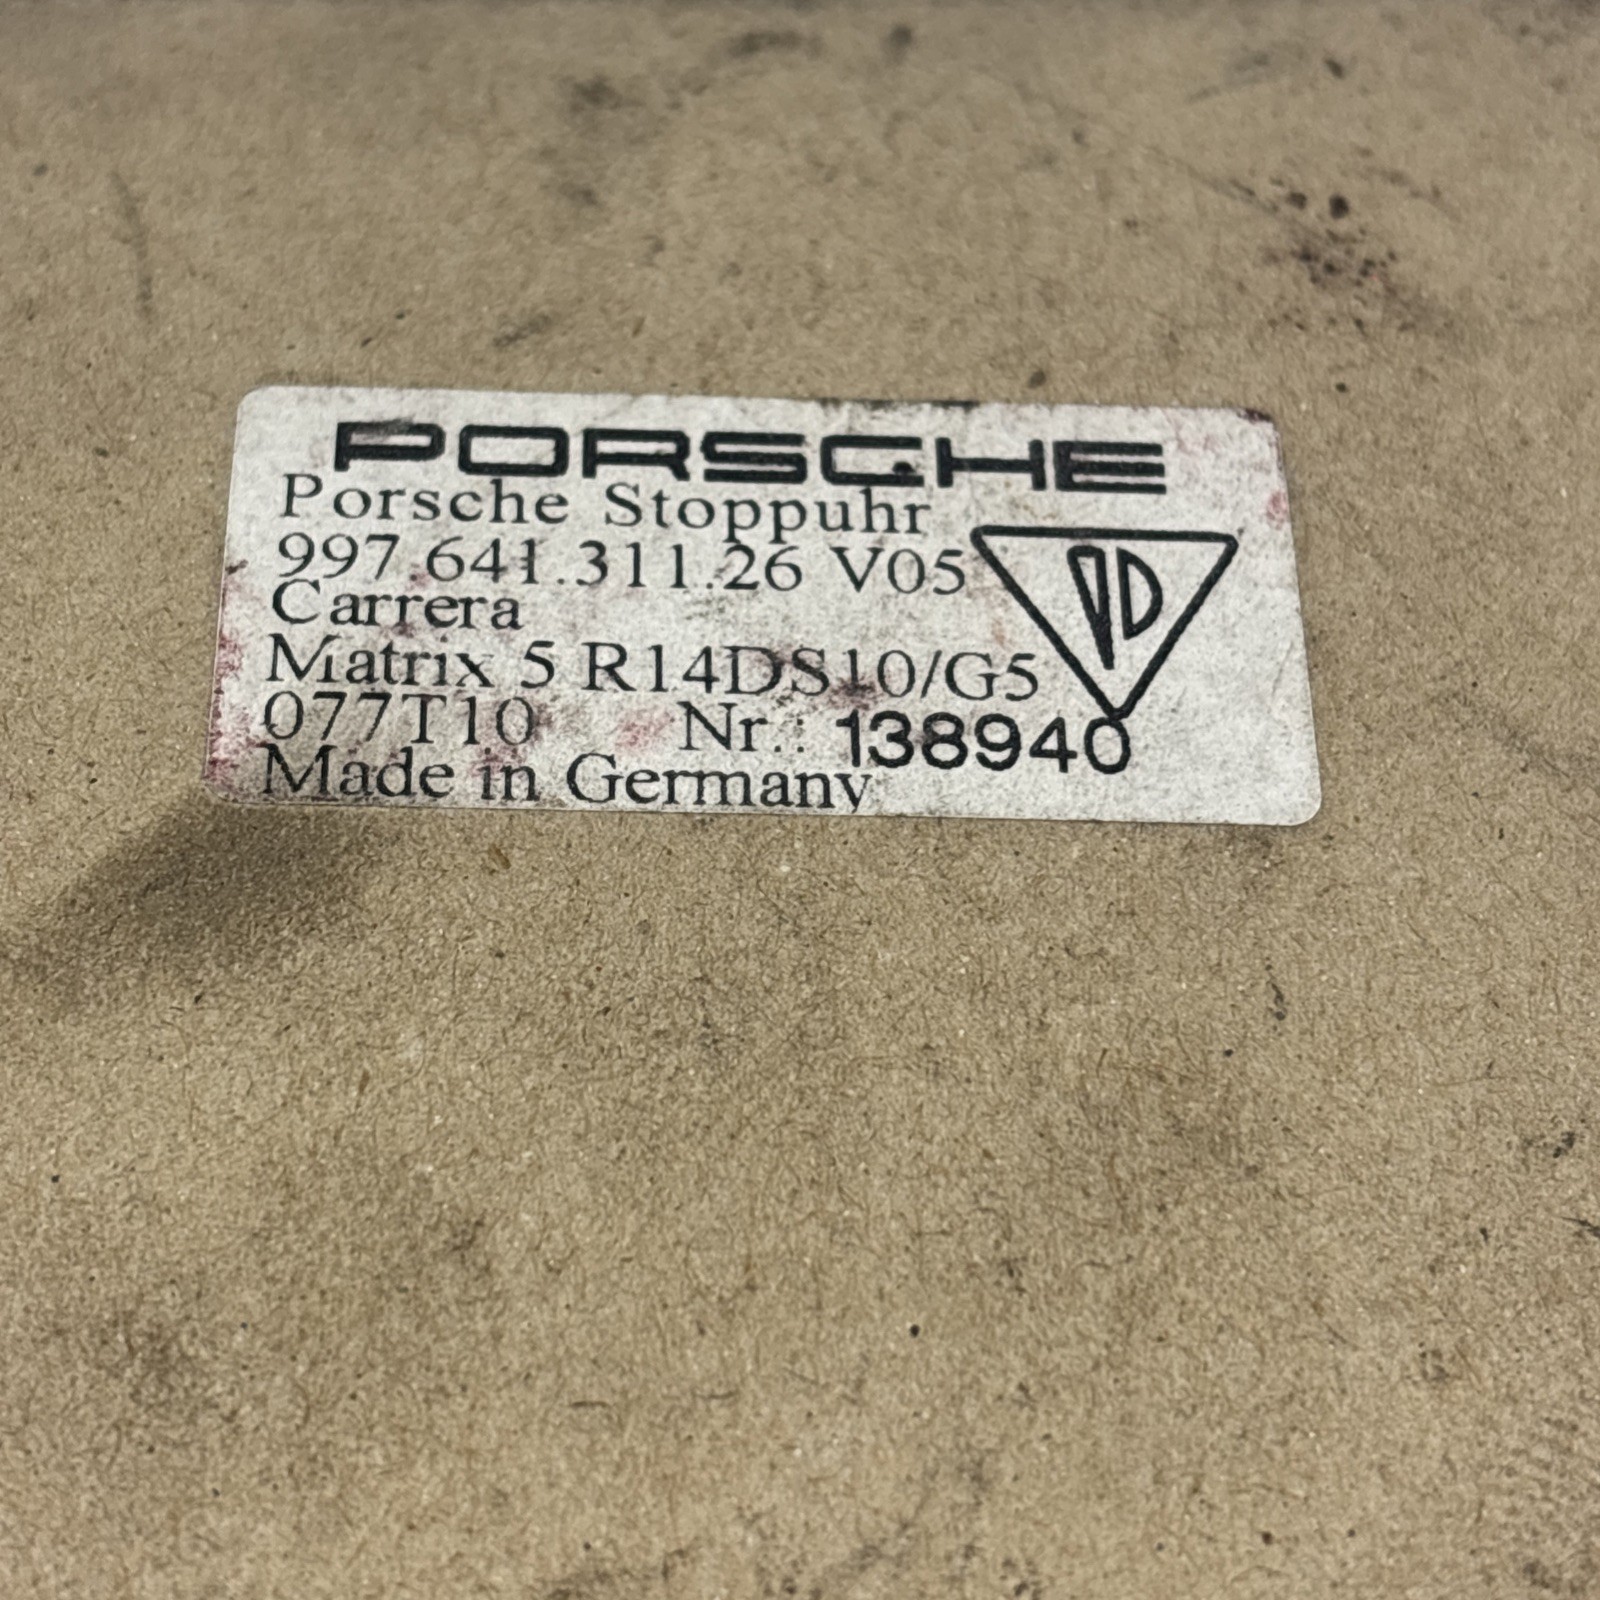 PORSCHE
Porsche Stoppuhr
997.641.311.26 V05
Carrera
Matrix 5 R14DS10/G5
077T10 Nr.: 138940
Made in Germany
PD